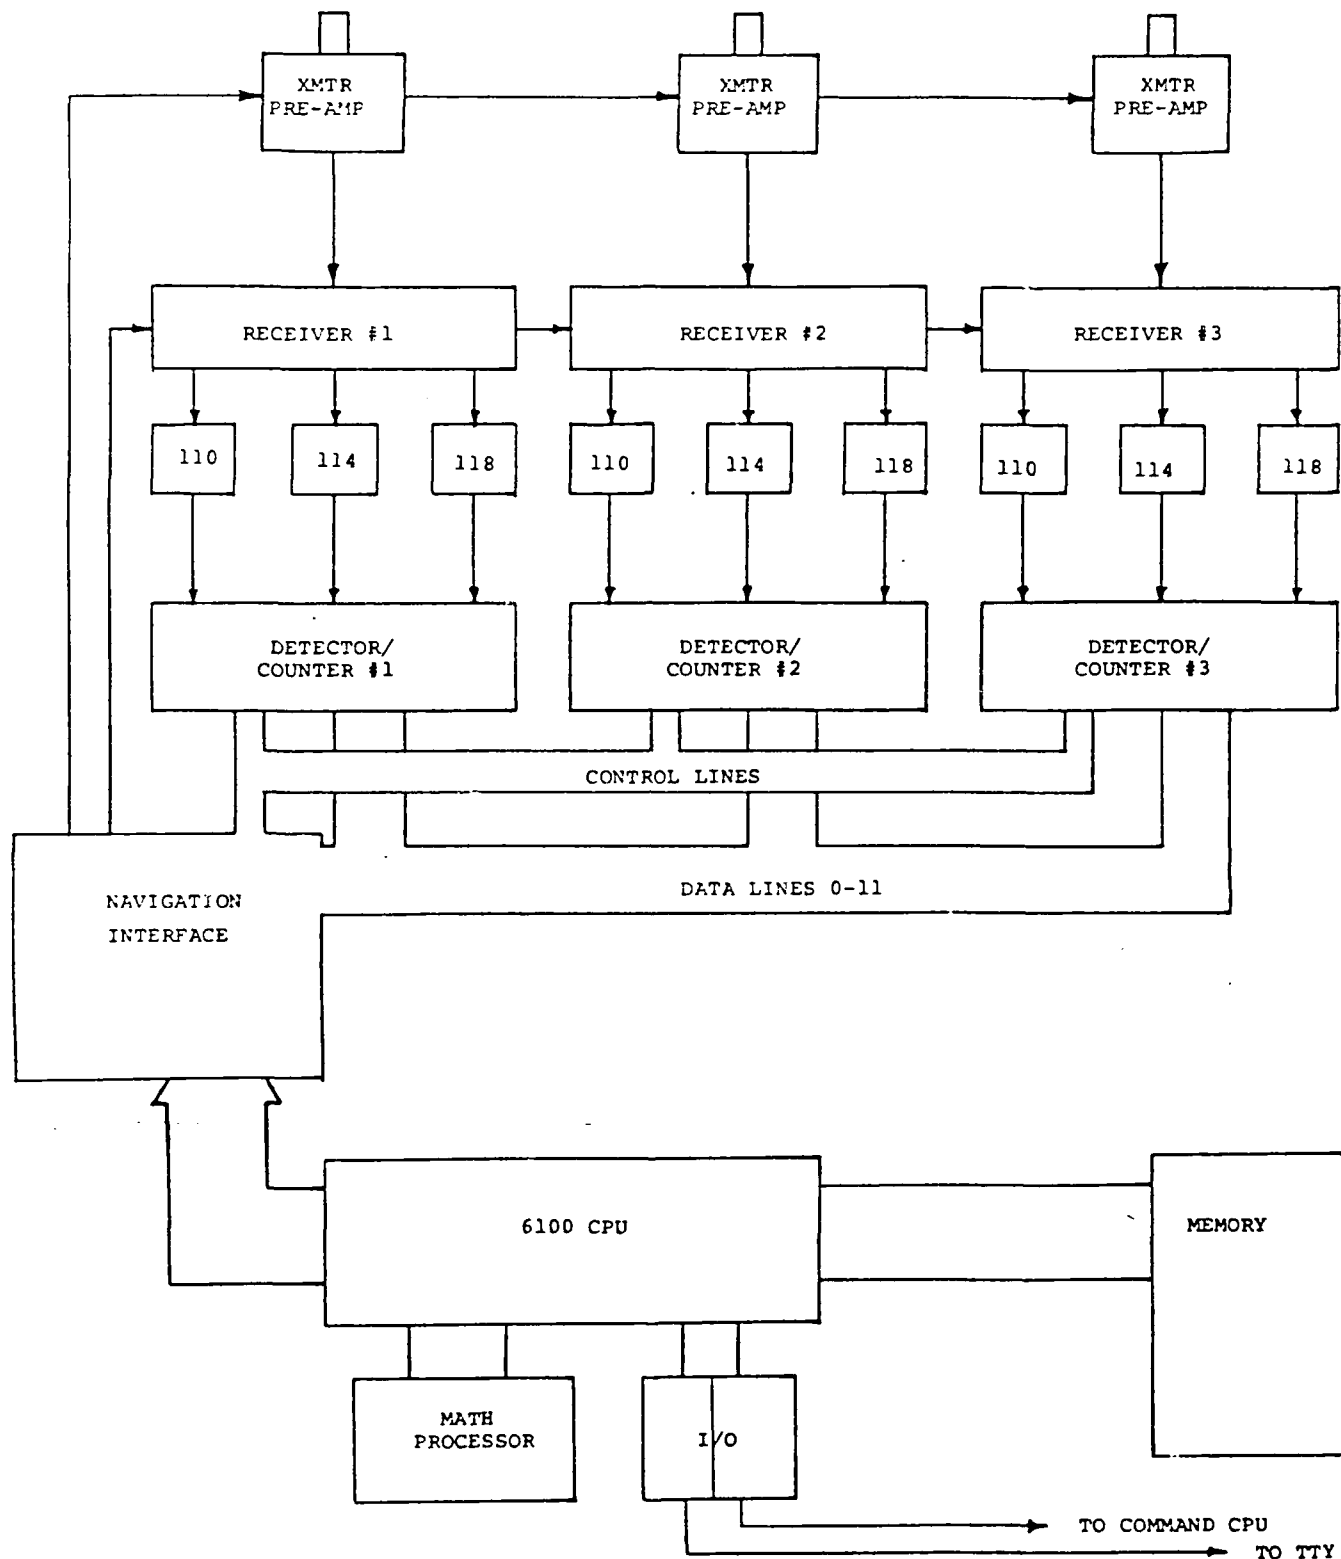 XMTR
PRE-AMP
XMTR
PRE-AMP
XMTR
PRE-AMP
RECEIVER #1
RECEIVER #2
RECEIVER #3
110
114
118
110
114
118
110
114
118
DETECTOR/
COUNTER #1
DETECTOR/
COUNTER #2
DETECTOR/
COUNTER #3
CONTROL LINES
DATA LINES 0-11
NAVIGATION
INTERFACE
6100 CPU
MEMORY
MATH
PROCESSOR
I/O
TO COMMAND CPU
TO TTY